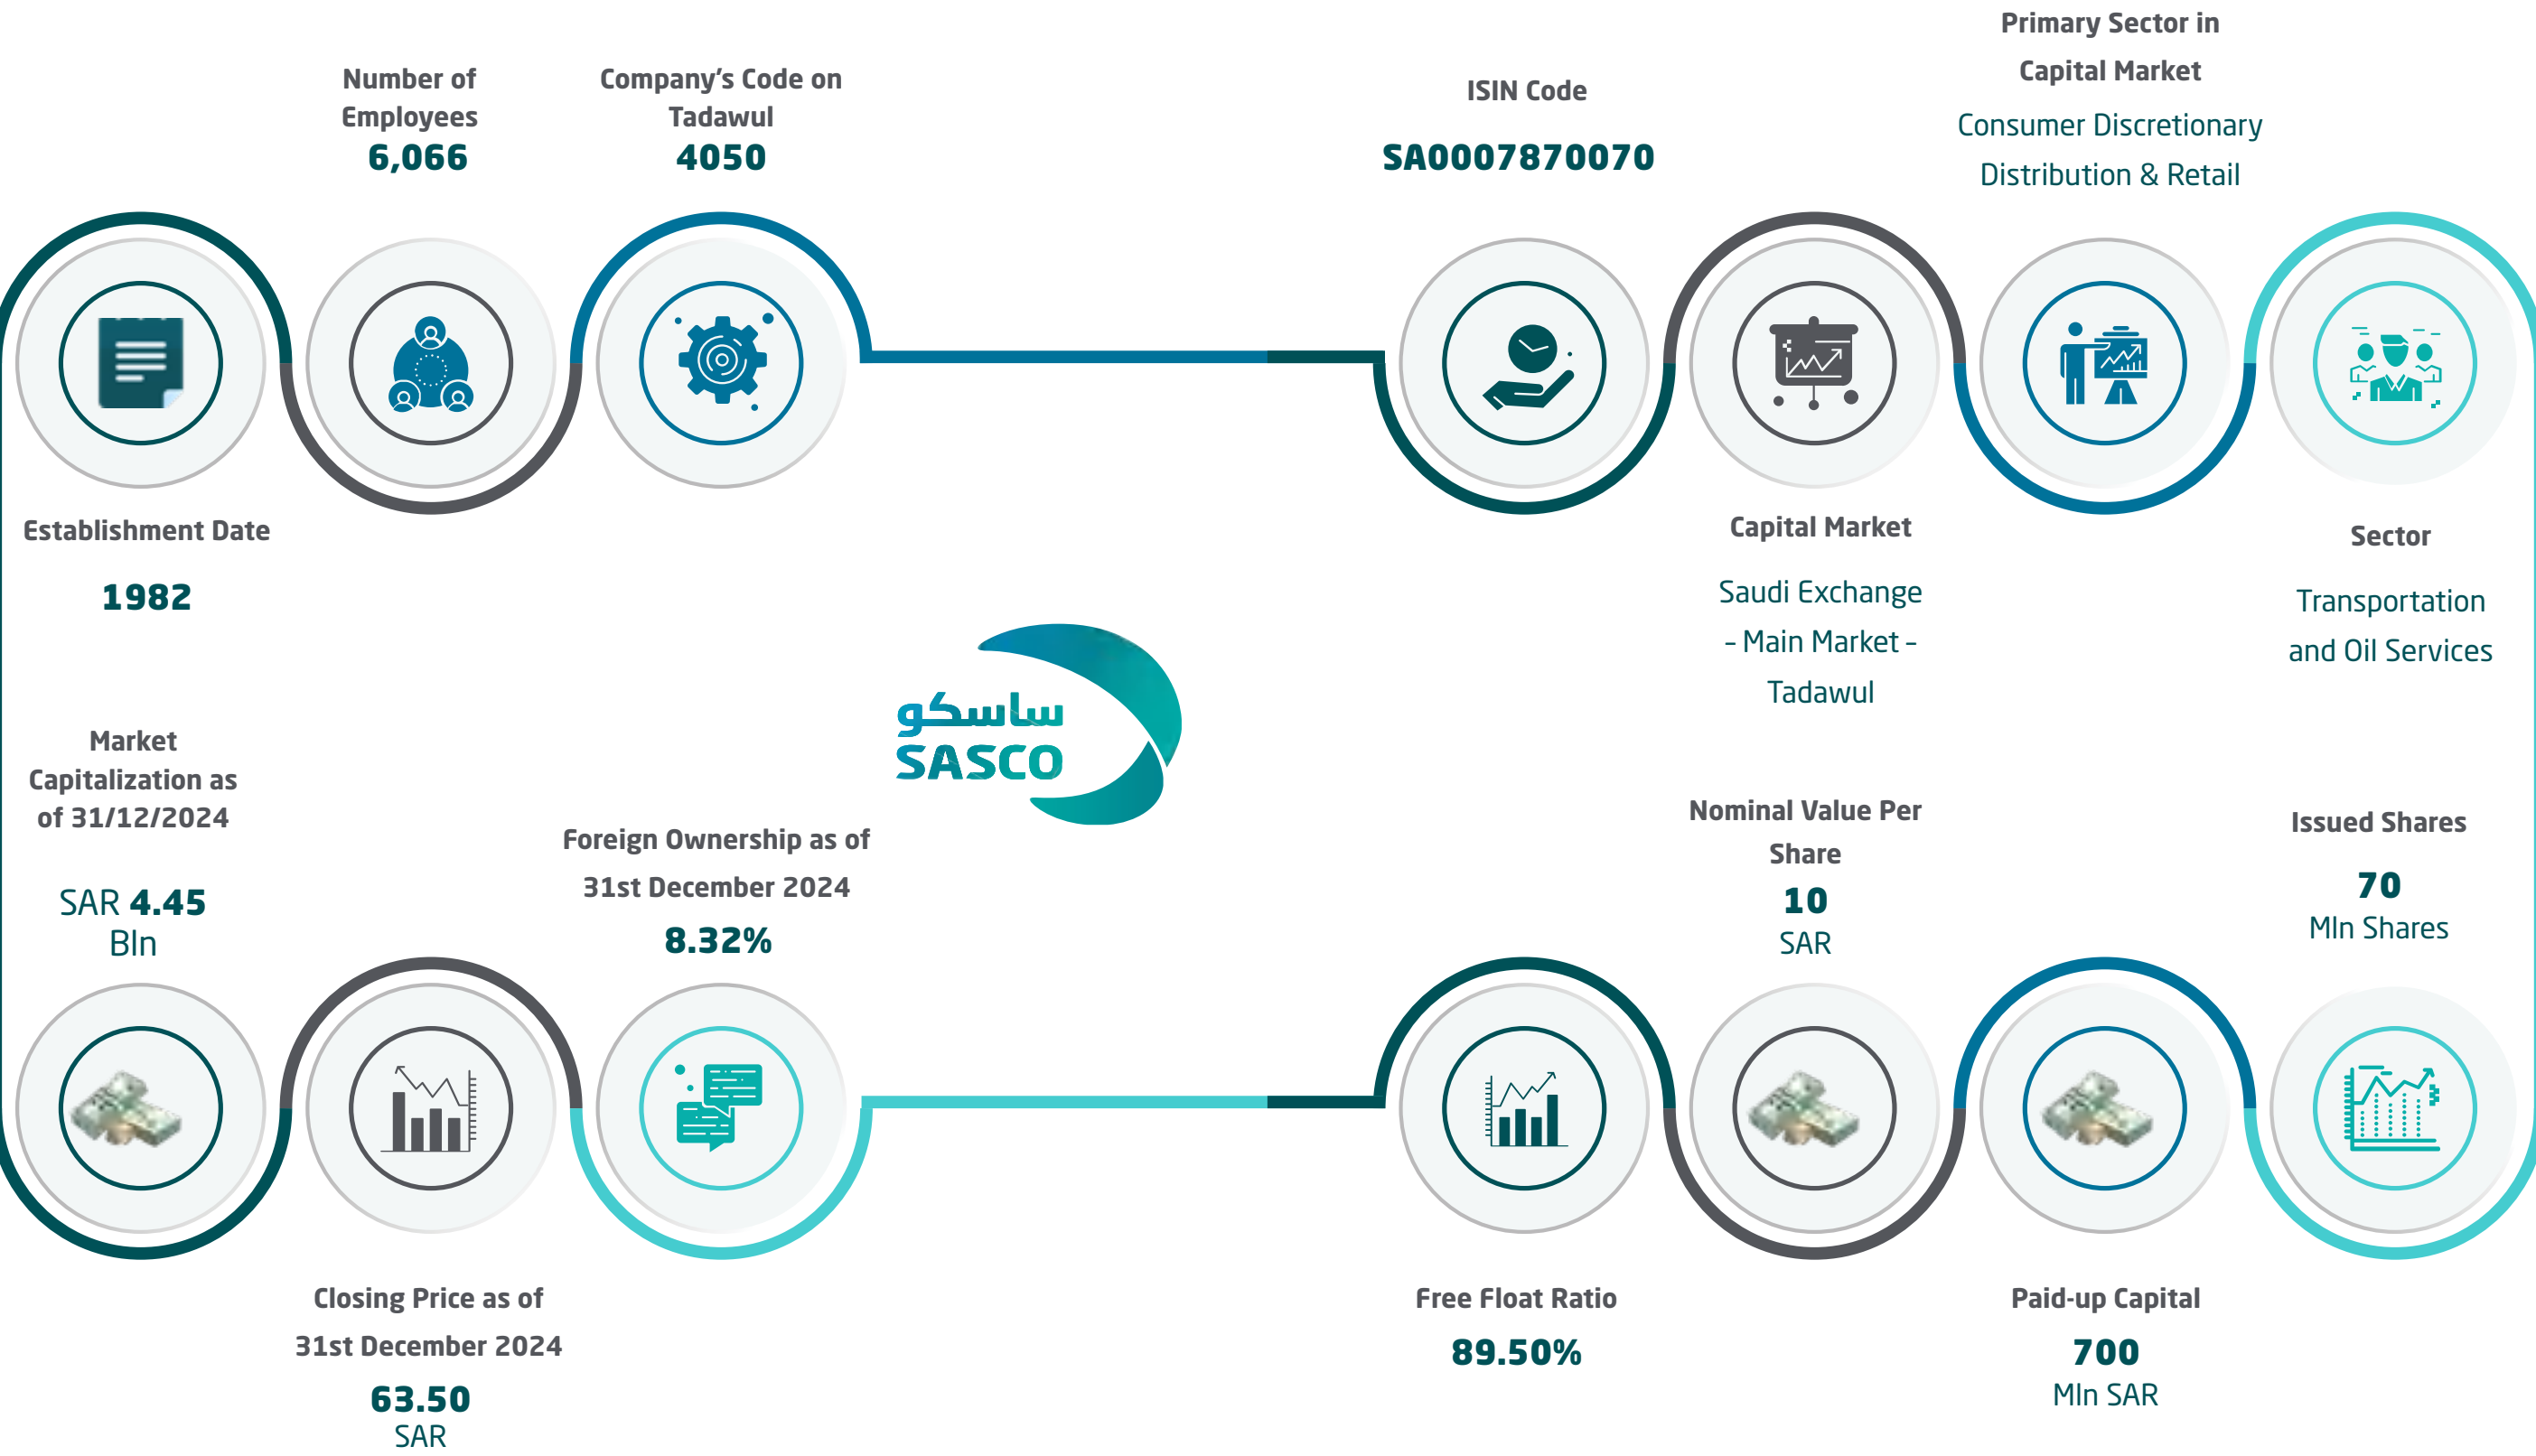 Number of
Employees
6,066
Company's Code on
Tadawul
4050
ISIN Code
SA0007870070
Primary Sector in
Capital Market
Consumer Discretionary
Distribution & Retail
Establishment Date
1982
Capital Market
Saudi Exchange
– Main Market –
Tadawul
Sector
Transportation
and Oil Services
ساسكو
SASCO
Market
Capitalization as
of 31/12/2024
SAR 4.45
Bln
Foreign Ownership as of
31st December 2024
8.32%
Nominal Value Per
Share
10
SAR
Issued Shares
70
Mln Shares
Closing Price as of
31st December 2024
63.50
SAR
Free Float Ratio
89.50%
Paid-up Capital
700
Mln SAR